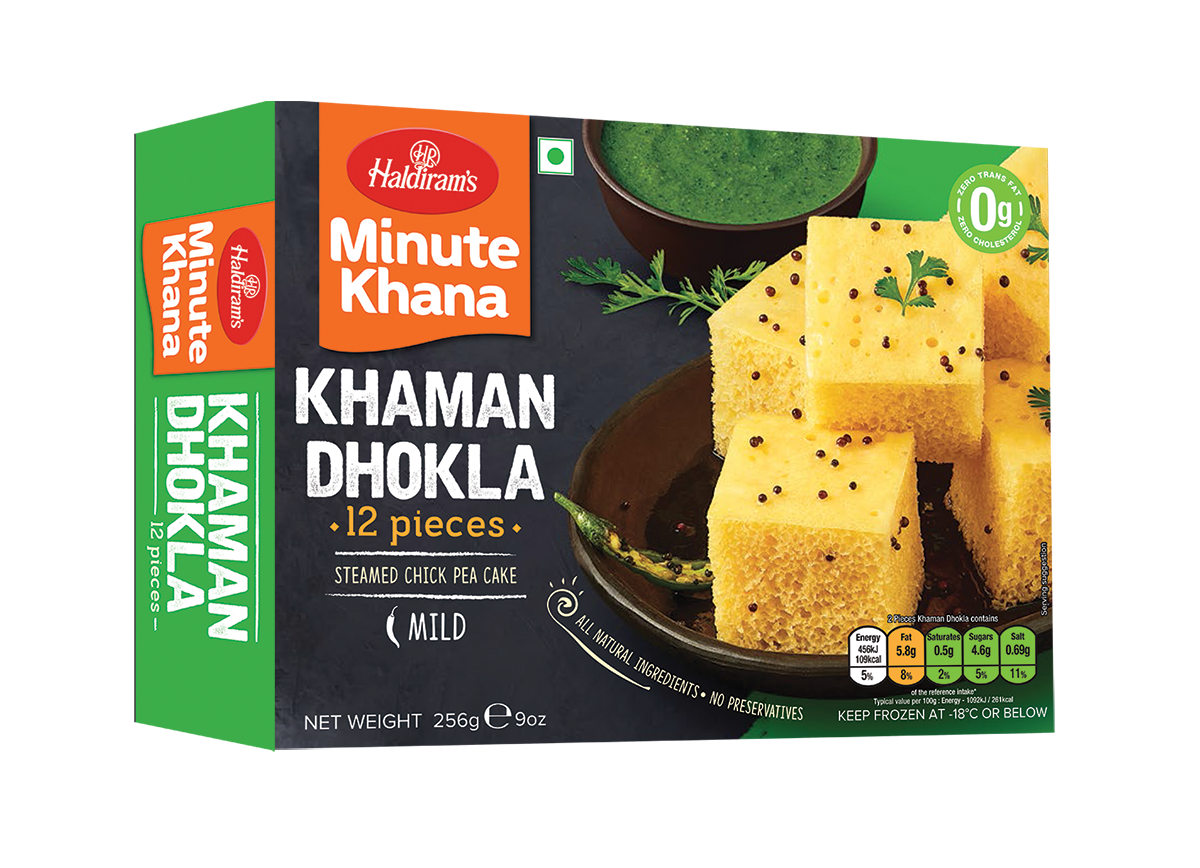 HR
Haldiram's
Minute
Khana
KHAMAN
DHOKLA
12 pieces
STEAMED CHICK PEA CAKE
MILD
ALL NATURAL INGREDIENTS • NO PRESERVATIVES
NET WEIGHT 256g e 9oz
ZERO TRANS FAT
0g
ZERO CHOLESTEROL
Serving suggestion
2 Pieces Khaman Dhokla contains
Energy Fat Saturates Sugars Salt
456kJ 5.8g 0.5g 4.6g 0.69g
109kcal
5% 8% 2% 5% 11%
of the reference intake*
Typical value per 100g : Energy - 1092kJ / 261kcal
KEEP FROZEN AT -18°C OR BELOW
HR
Haldiram's
Minute
Khana
KHAMAN
DHOKLA
12 pieces